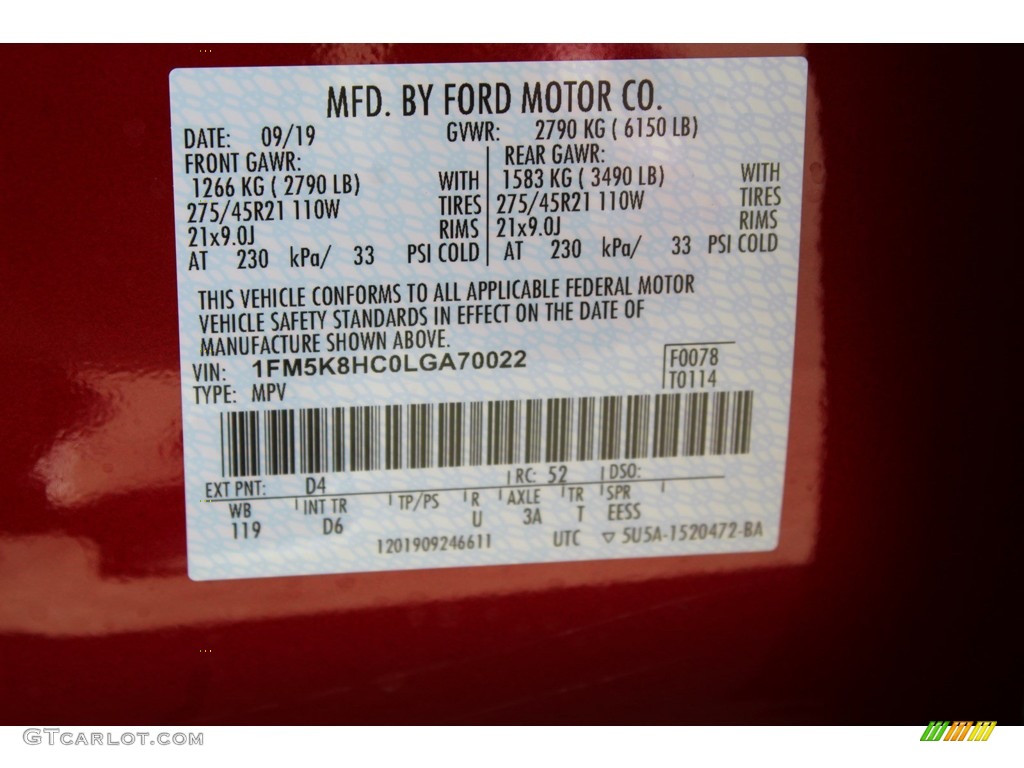 MFD. BY FORD MOTOR CO.
DATE: 09/19 GVWR: 2790 KG ( 6150 LB)
FRONT GAWR: REAR GAWR:
1266 KG ( 2790 LB) WITH 1583 KG ( 3490 LB) WITH
275/45R21 110W TIRES 275/45R21 110W TIRES
21x9.0J RIMS 21x9.0J RIMS
AT 230 kPa/ 33 PSI COLD AT 230 kPa/ 33 PSI COLD
THIS VEHICLE CONFORMS TO ALL APPLICABLE FEDERAL MOTOR
VEHICLE SAFETY STANDARDS IN EFFECT ON THE DATE OF
MANUFACTURE SHOWN ABOVE.
VIN: 1FM5K8HC0LGA70022 F0078
TYPE: MPV T0114
EXT PNT: D4 RC: 52 DSO:
WB INT TR TP/PS R AXLE TR SPR
119 D6 U 3A T EESS
1201909246611 UTC ▽ 5U5A-1520472-BA
GTcarlot.com